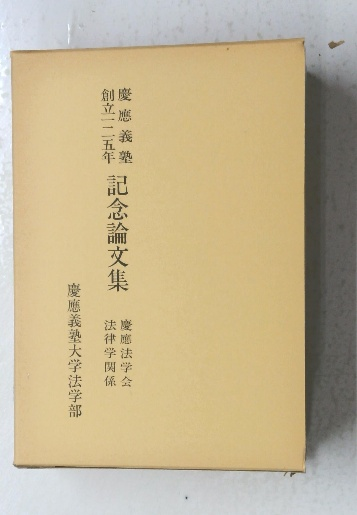 慶應義塾
創立一二五年
記念論文集
慶應法学会
法律学関係
慶應義塾大学法学部